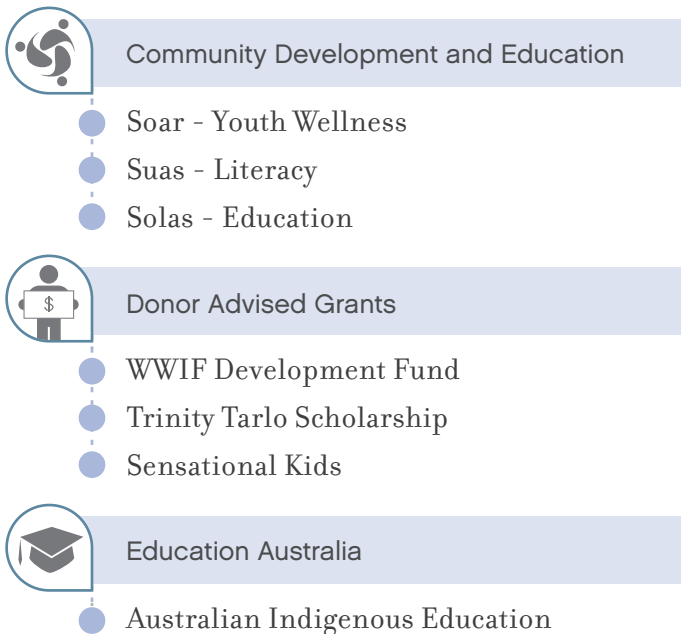 Community Development and Education
Soar - Youth Wellness
Suas - Literacy
Solas - Education
$
Donor Advised Grants
WWIF Development Fund
Trinity Tarlo Scholarship
Sensational Kids
Education Australia
Australian Indigenous Education